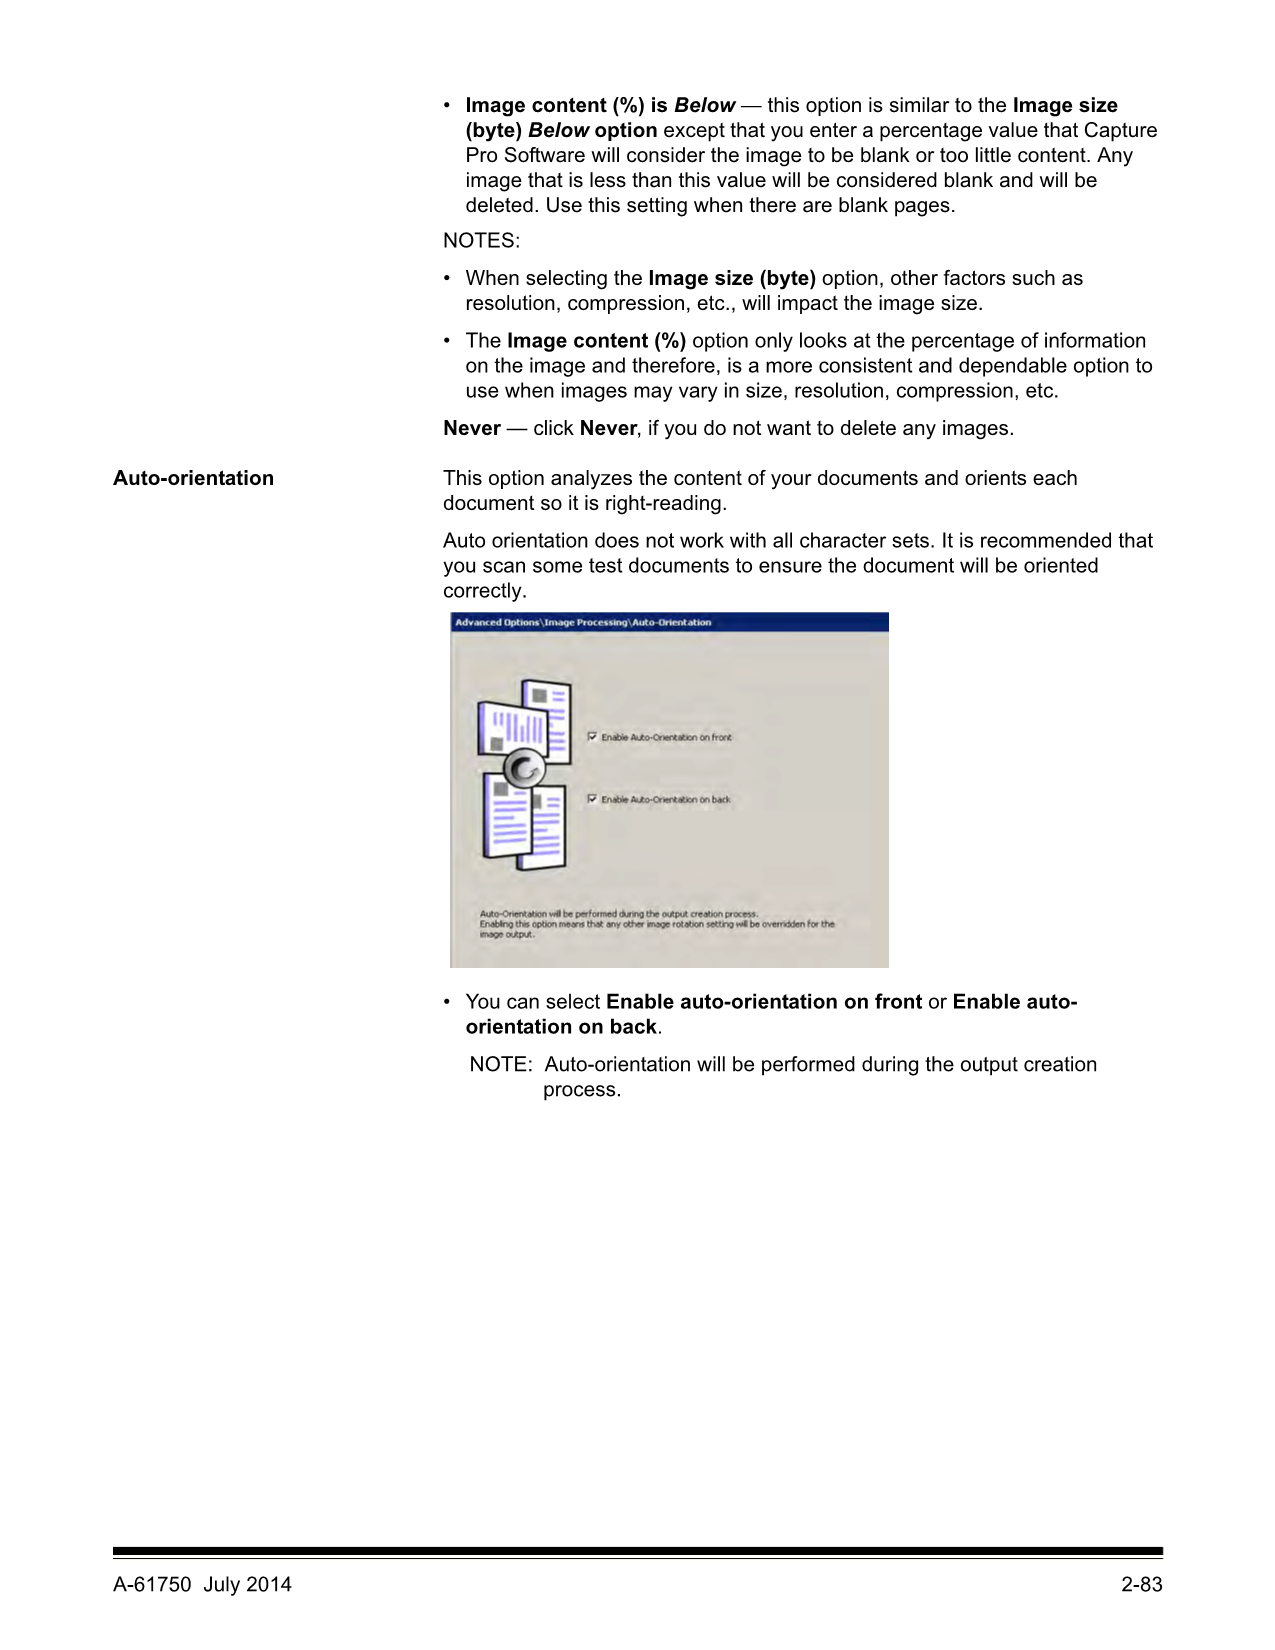 • Image content (%) is Below — this option is similar to the Image size
(byte) Below option except that you enter a percentage value that Capture
Pro Software will consider the image to be blank or too little content. Any
image that is less than this value will be considered blank and will be
deleted. Use this setting when there are blank pages.
NOTES:
• When selecting the Image size (byte) option, other factors such as
resolution, compression, etc., will impact the image size.
• The Image content (%) option only looks at the percentage of information
on the image and therefore, is a more consistent and dependable option to
use when images may vary in size, resolution, compression, etc.
Never — click Never, if you do not want to delete any images.
Auto-orientation
This option analyzes the content of your documents and orients each
document so it is right-reading.
Auto orientation does not work with all character sets. It is recommended that
you scan some test documents to ensure the document will be oriented
correctly.
Advanced Options\Image Processing\Auto-Orientation
Enable Auto-Orientation on front
Enable Auto-Orientation on back
Auto-Orientation will be performed during the output creation process.
Enabling this option means that any other image rotation setting will be overridden for the
image output.
• You can select Enable auto-orientation on front or Enable auto-
orientation on back.
NOTE: Auto-orientation will be performed during the output creation
process.
A-61750 July 2014
2-83